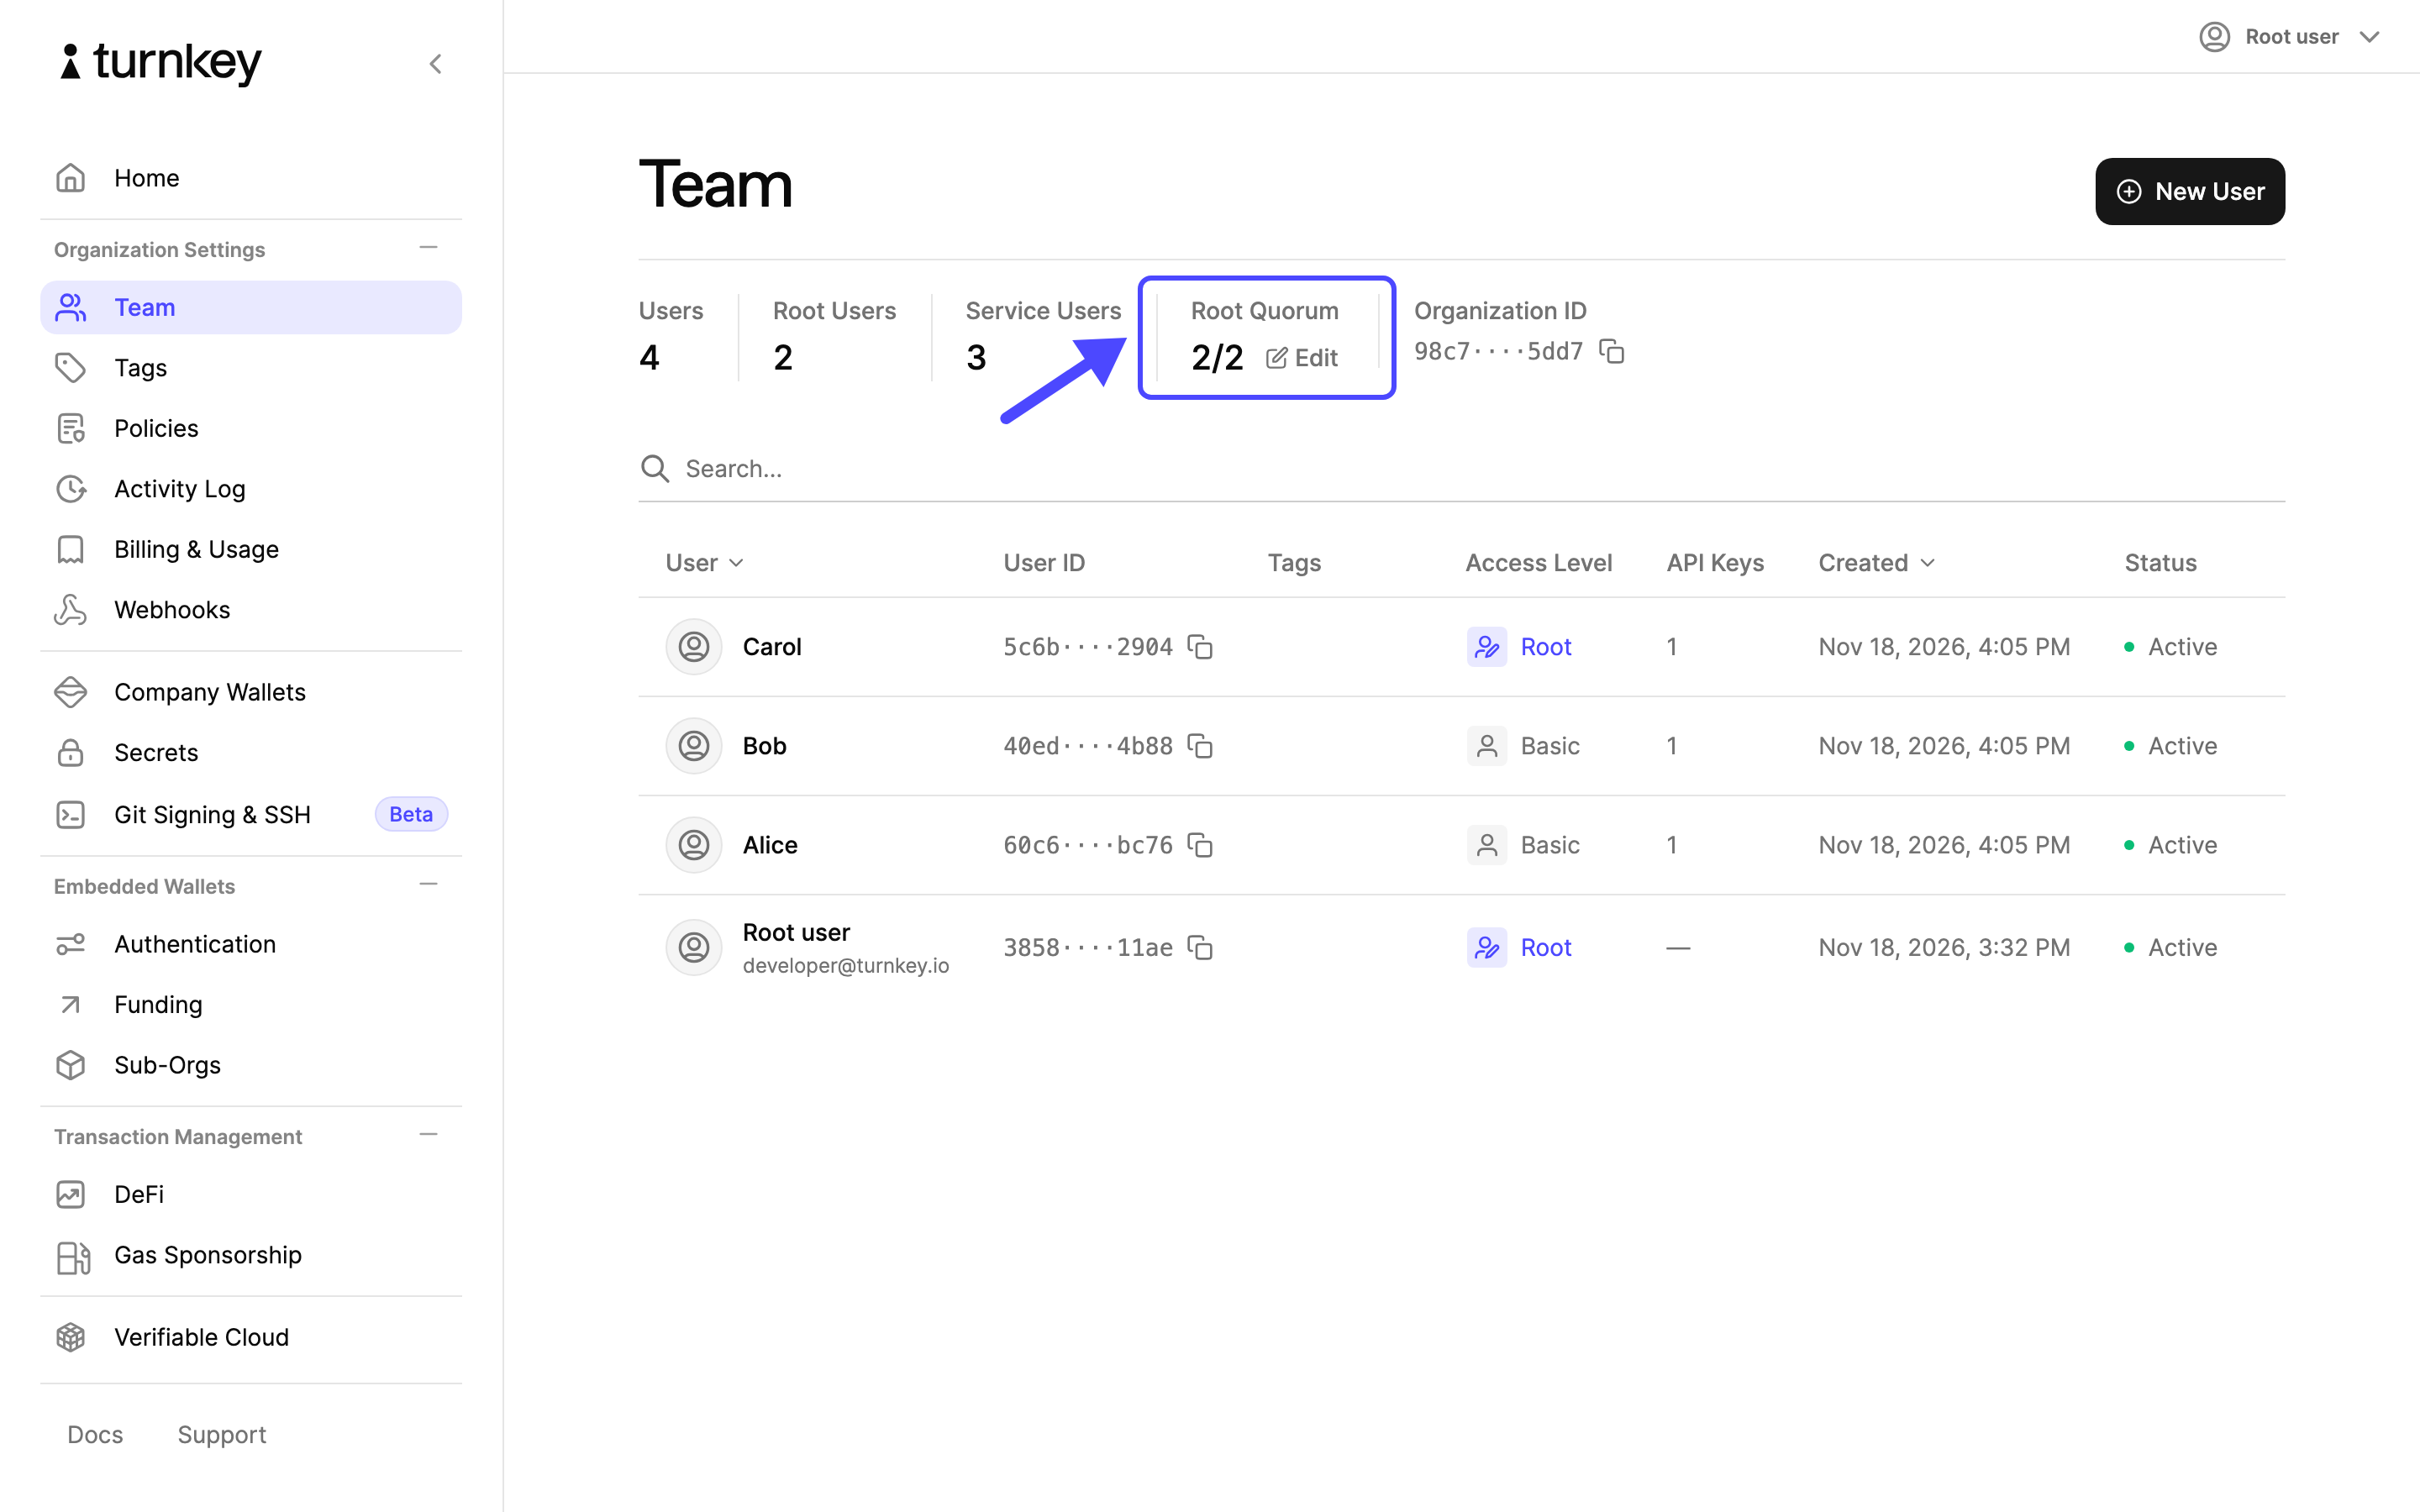 turnkey
Root user
Home
Organization Settings
Team
Tags
Policies
Activity Log
Billing & Usage
Webhooks
Company Wallets
Secrets
Git Signing & SSH Beta
Embedded Wallets
Authentication
Funding
Sub-Orgs
Transaction Management
DeFi
Gas Sponsorship
Verifiable Cloud
Docs Support
Team
New User
Users Root Users Service Users Root Quorum Organization ID
4 2 3 2/2 Edit 98c7····5dd7
Search...
User User ID Tags Access Level API Keys Created Status
Carol 5c6b····2904 Root 1 Nov 18, 2026, 4:05 PM Active
Bob 40ed····4b88 Basic 1 Nov 18, 2026, 4:05 PM Active
Alice 60c6····bc76 Basic 1 Nov 18, 2026, 4:05 PM Active
Root user 3858····11ae Root — Nov 18, 2026, 3:32 PM Active
developer@turnkey.io